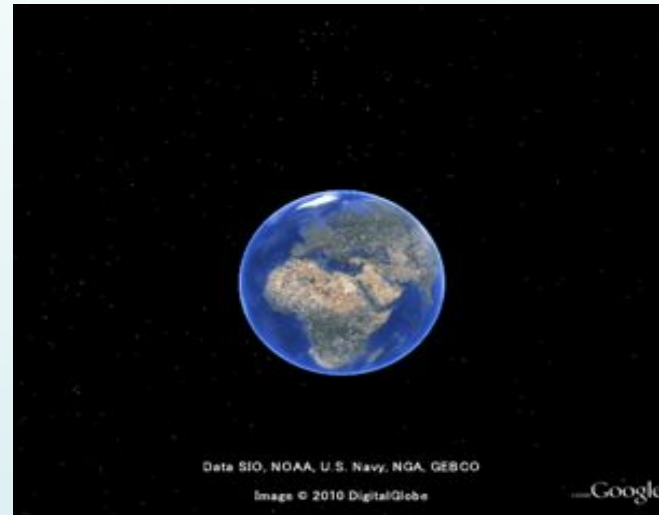 Data SIO, NOAA, U.S. Navy, NGA, GEBCO
Image © 2010 DigitalGlobe
Google